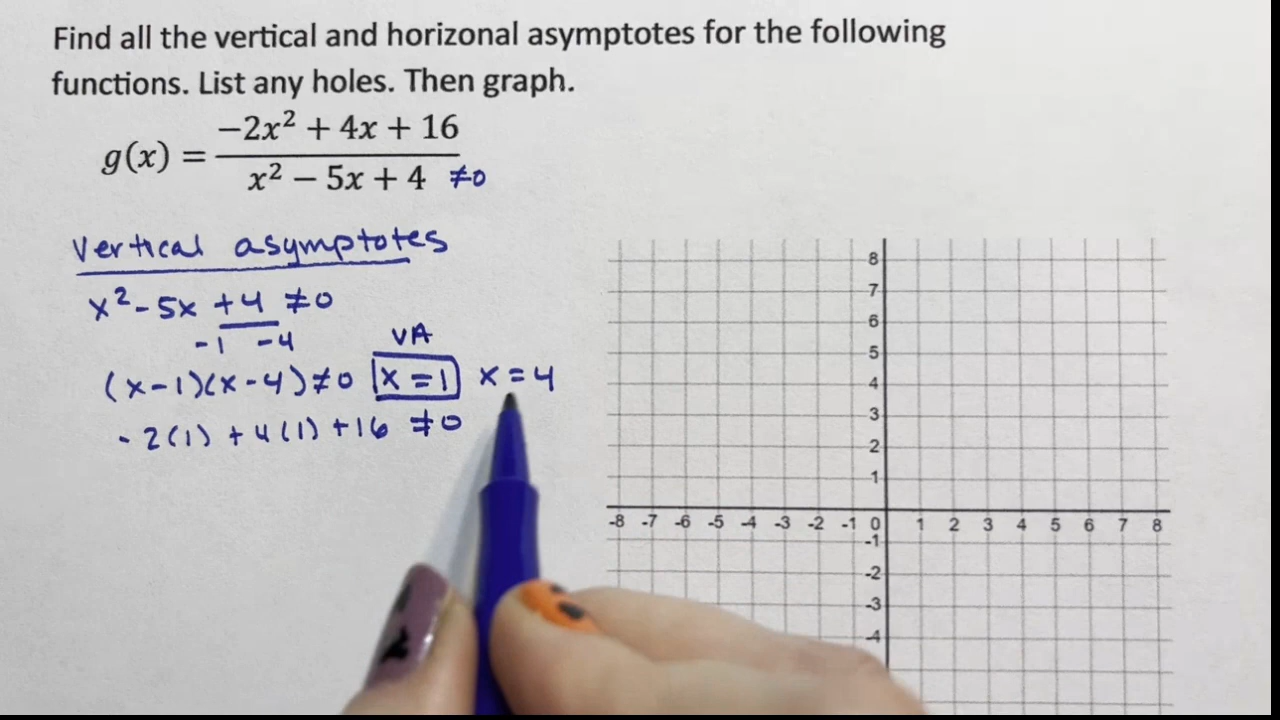 Find all the vertical and horizonal asymptotes for the following
functions. List any holes. Then graph.
g(x) = −2x² + 4x + 16
x² − 5x + 4 ≠0
Vertical asymptotes
x²-5x +4 ≠0
-1 -4
VA
(x-1)(x-4)≠0 x=1 x=4
-2(1) +4(1) +16 ≠0
8
7
6
5
4
3
2
1
-8 -7 -6 -5 -4 -3 -2 -1 0 1 2 3 4 5 6 7 8
-1
-2
-3
-4